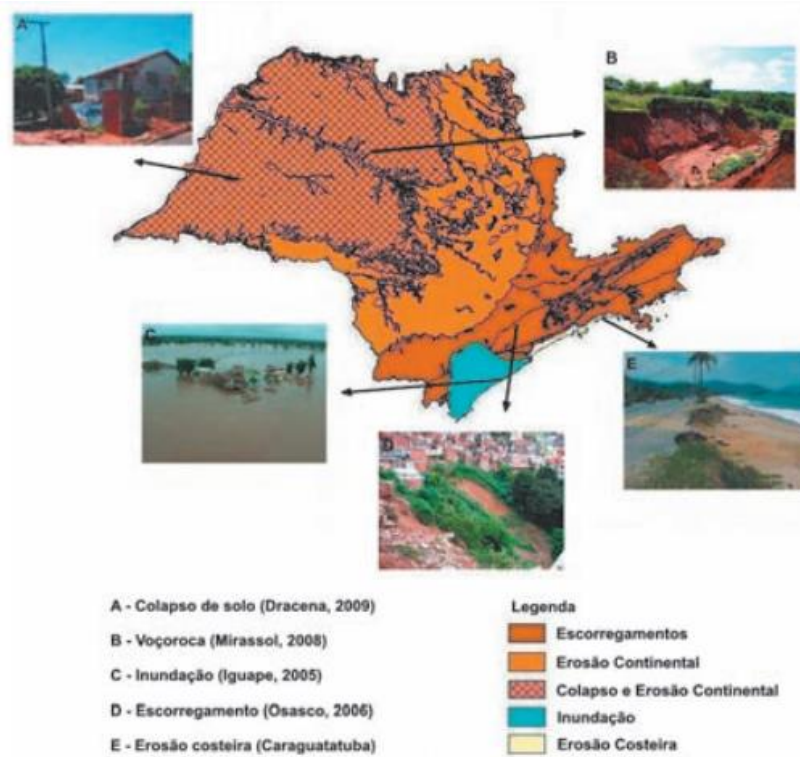 A
B
C
D
E
A - Colapso de solo (Dracena, 2009)
B - Voçoroca (Mirassol, 2008)
C - Inundação (Iguape, 2005)
D - Escorregamento (Osasco, 2006)
E - Erosão costeira (Caraguatatuba)
Legenda
Escorregamentos
Erosão Continental
Colapso e Erosão Continental
Inundação
Erosão Costeira